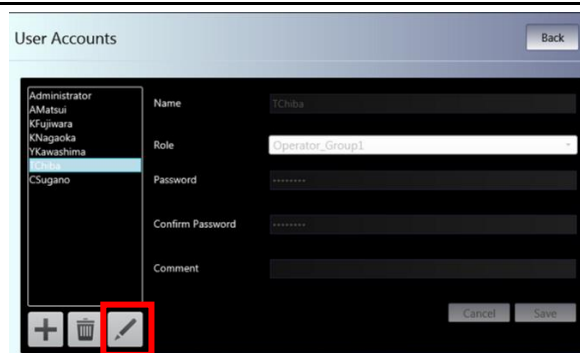 User Accounts
Back
Administrator
AMatsui
KFujiwara
KNagaoka
YKawashima
TChiba
CSugano
Name
TChiba
Role
Operator_Group1
Password
••••••••
Confirm Password
••••••••
Comment
Cancel
Save